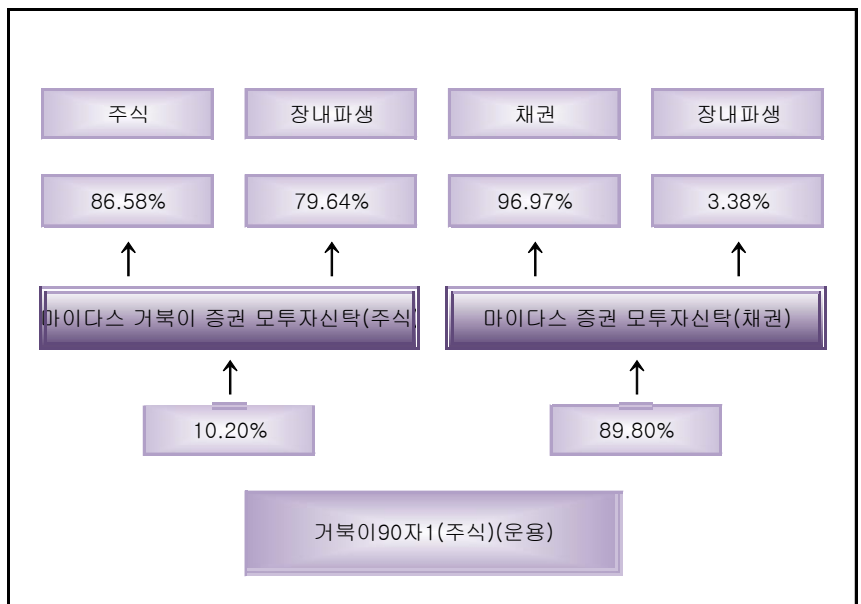 주식
장내파생
채권
장내파생
86.58%
79.64%
96.97%
3.38%
마이다스 거북이 증권 모투자신탁(주식)
마이다스 증권 모투자신탁(채권)
10.20%
89.80%
거북이90자1(주식)(운용)